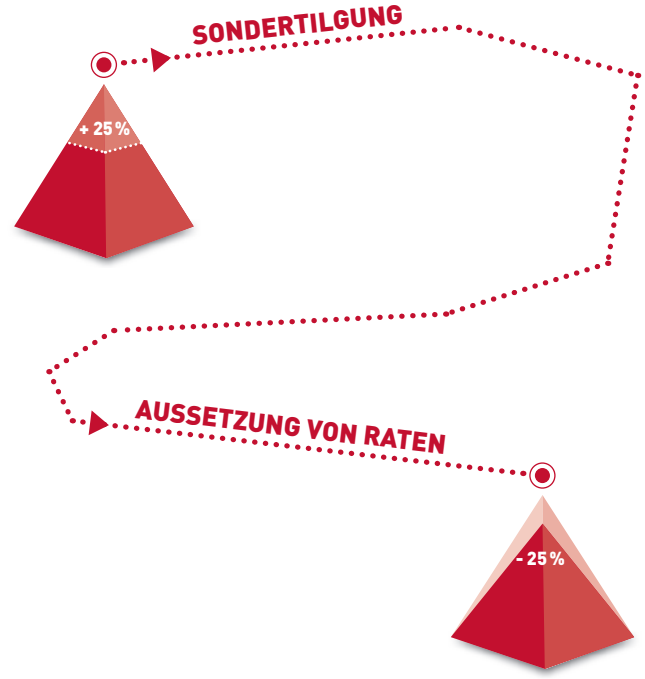 SONDERTILGUNG
+ 25 %
AUSSETZUNG VON RATEN
- 25 %